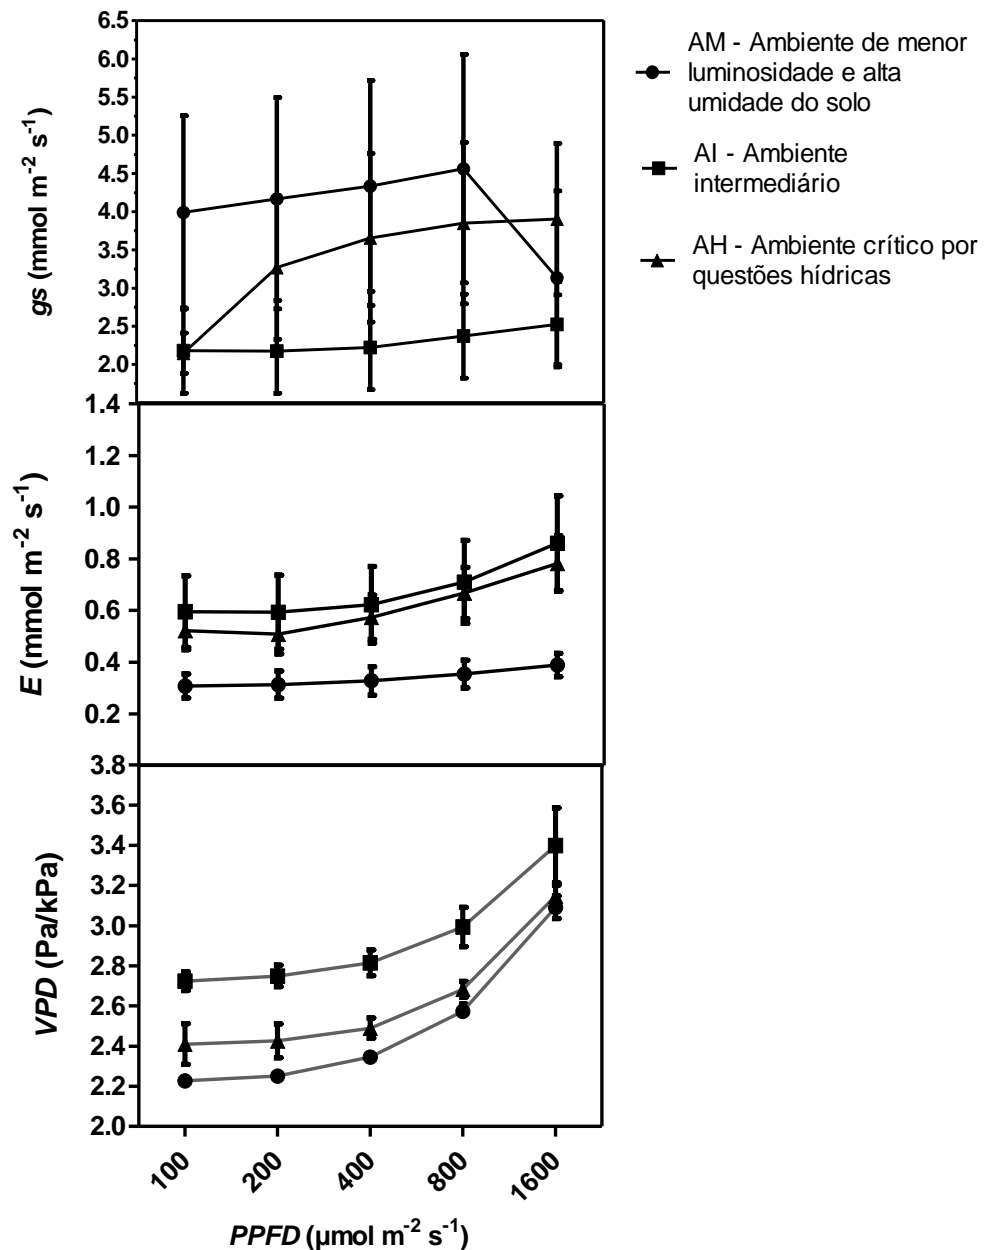 6.5
6.0
5.5
5.0
4.5
4.0
3.5
3.0
2.5
2.0
gs (mmol m-2 s-1)
AM - Ambiente de menor
luminosidade e alta
umidade do solo
AI - Ambiente
intermediário
AH - Ambiente crítico por
questões hídricas
1.4
1.2
1.0
0.8
0.6
0.4
0.2
E (mmol m-2 s-1)
3.8
3.6
3.4
3.2
3.0
2.8
2.6
2.4
2.2
2.0
VPD (Pa/kPa)
100
200
400
800
1600
PPFD (µmol m-2 s-1)